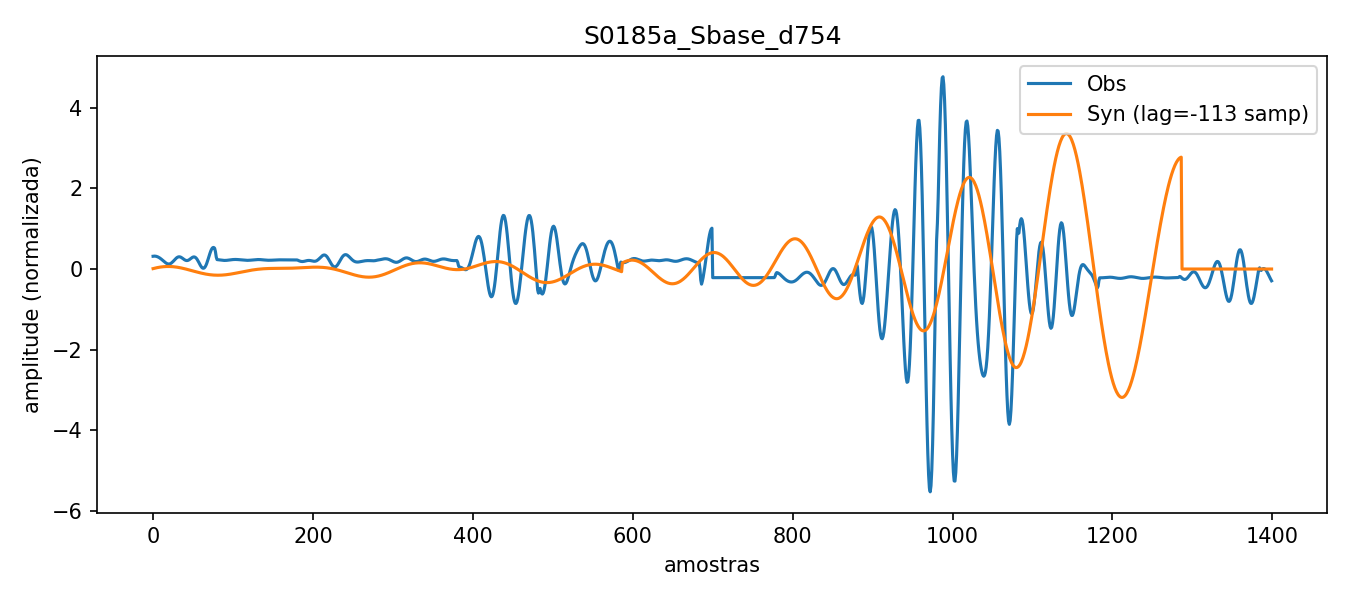 S0185a_Sbase_d754
Obs
Syn (lag=-113 samp)
amplitude (normalizada)
4
2
0
−2
−4
−6
0 200 400 600 800 1000 1200 1400
amostras